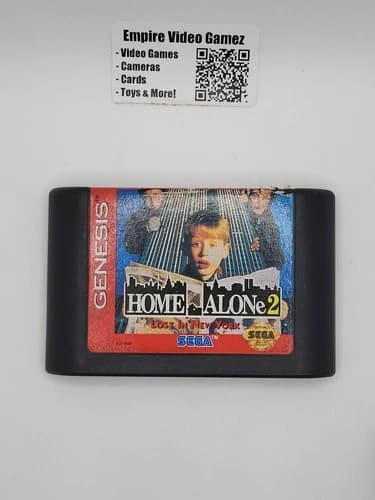 Empire Video Gamez
- Video Games
- Cameras
- Cards
- Toys & More!
GENESIS
HOME ALONe 2
LOST IN NEW YORK
SEGA
SEGA